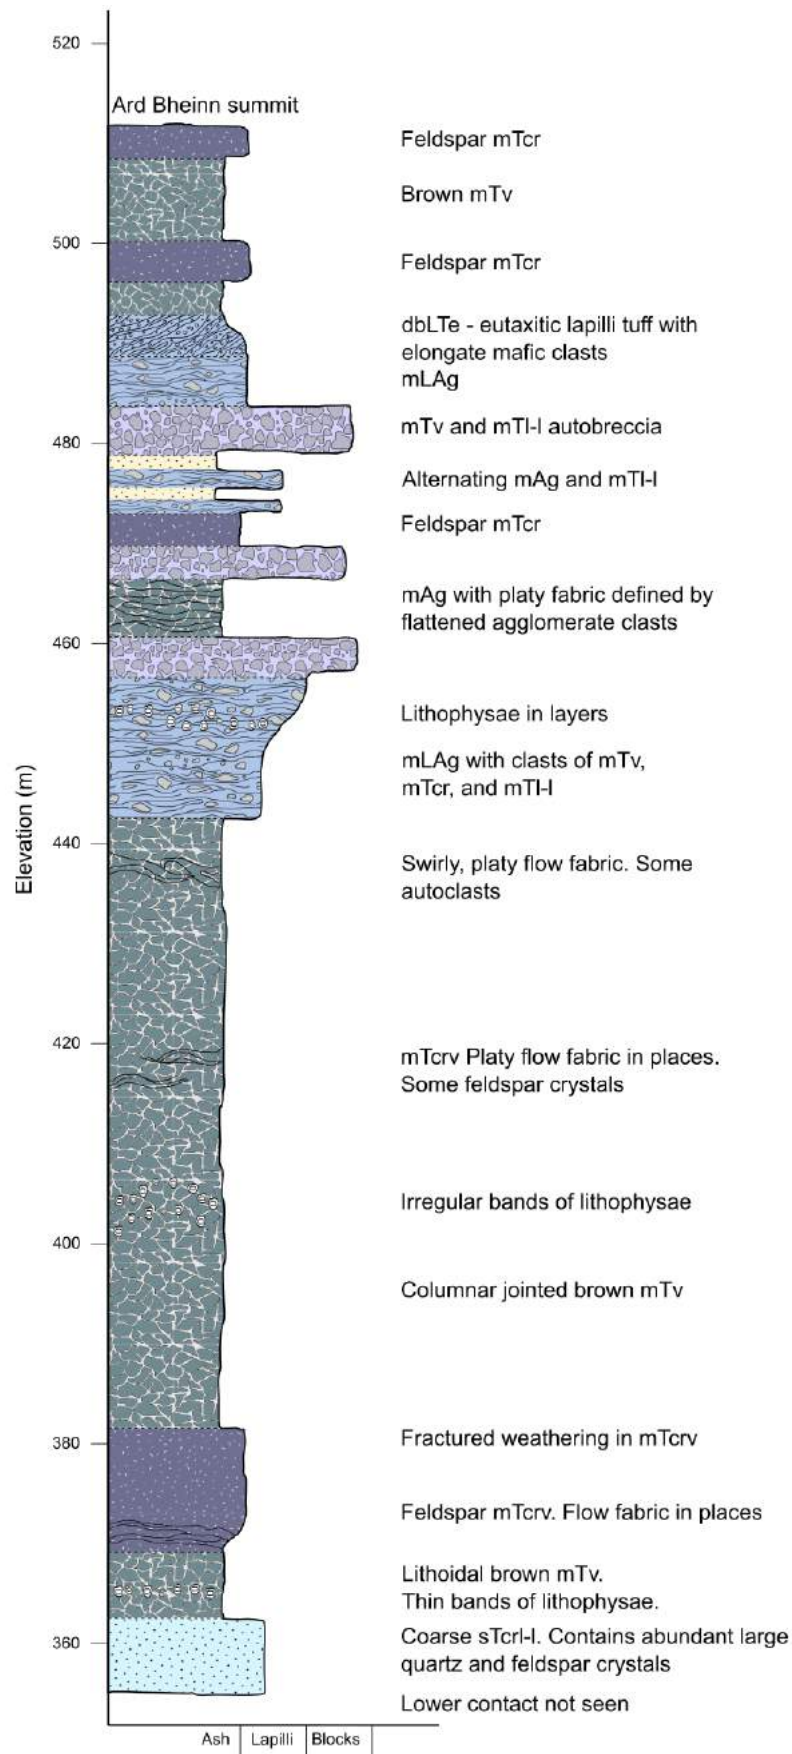 520
Ard Bheinn summit
Feldspar mTcr
Brown mTv
500
Feldspar mTcr
dbLTe - eutaxitic lapilli tuff with
elongate mafic clasts
mLAg
mTv and mTl-l autobreccia
480
Alternating mAg and mTl-l
Feldspar mTcr
mAg with platy fabric defined by
flattened agglomerate clasts
460
Lithophysae in layers
mLAg with clasts of mTv,
mTcr, and mTl-l
Elevation (m)
440
Swirly, platy flow fabric. Some
autoclasts
420
mTcrv Platy flow fabric in places.
Some feldspar crystals
Irregular bands of lithophysae
400
Columnar jointed brown mTv
380
Fractured weathering in mTcrv
Feldspar mTcrv. Flow fabric in places
Lithoidal brown mTv.
Thin bands of lithophysae.
360
Coarse sTcrl-l. Contains abundant large
quartz and feldspar crystals
Lower contact not seen
Ash Lapilli Blocks